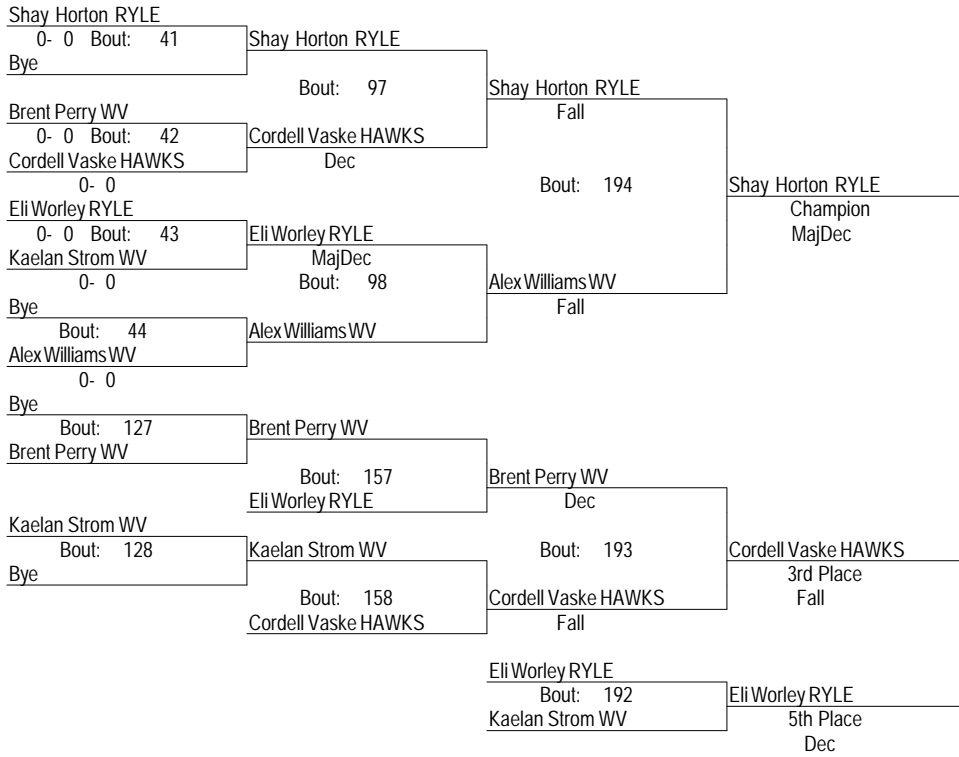 Shay Horton RYLE
0- 0 Bout: 41
Bye
Brent Perry WV
0- 0 Bout: 42
Cordell Vaske HAWKS
0- 0
Eli Worley RYLE
0- 0 Bout: 43
Kaelan Strom WV
0- 0
Bye
Bout: 44
Alex Williams WV
0- 0
Bye
Bout: 127
Brent Perry WV
Kaelan Strom WV
Bout: 128
Bye
Shay Horton RYLE
Bout: 97
Cordell Vaske HAWKS
Dec
Eli Worley RYLE
MajDec
Bout: 98
Alex Williams WV
Brent Perry WV
Bout: 157
Eli Worley RYLE
Kaelan Strom WV
Bout: 158
Cordell Vaske HAWKS
Shay Horton RYLE
Fall
Bout: 194
Alex Williams WV
Fall
Brent Perry WV
Dec
Bout: 193
Cordell Vaske HAWKS
Fall
Eli Worley RYLE
Bout: 192
Kaelan Strom WV
Shay Horton RYLE
Champion
MajDec
Cordell Vaske HAWKS
3rd Place
Fall
Eli Worley RYLE
5th Place
Dec